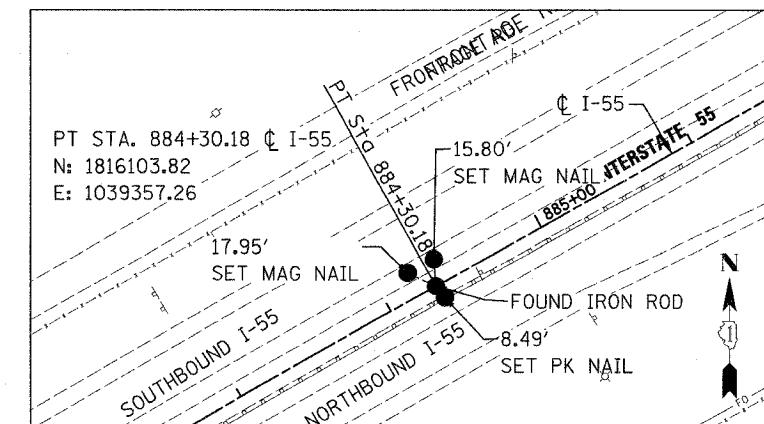 FRONTAGE
PT Sta 884+30.18
PT STA. 884+30.18 ℄ I-55
N: 1816103.82
E: 1039357.26
℄ I-55
INTERSTATE 55
885+00
15.80'
SET MAG NAIL
17.95'
SET MAG NAIL
FOUND IRON ROD
8.49'
SET PK NAIL
SOUTHBOUND I-55
NORTHBOUND I-55
N
FO